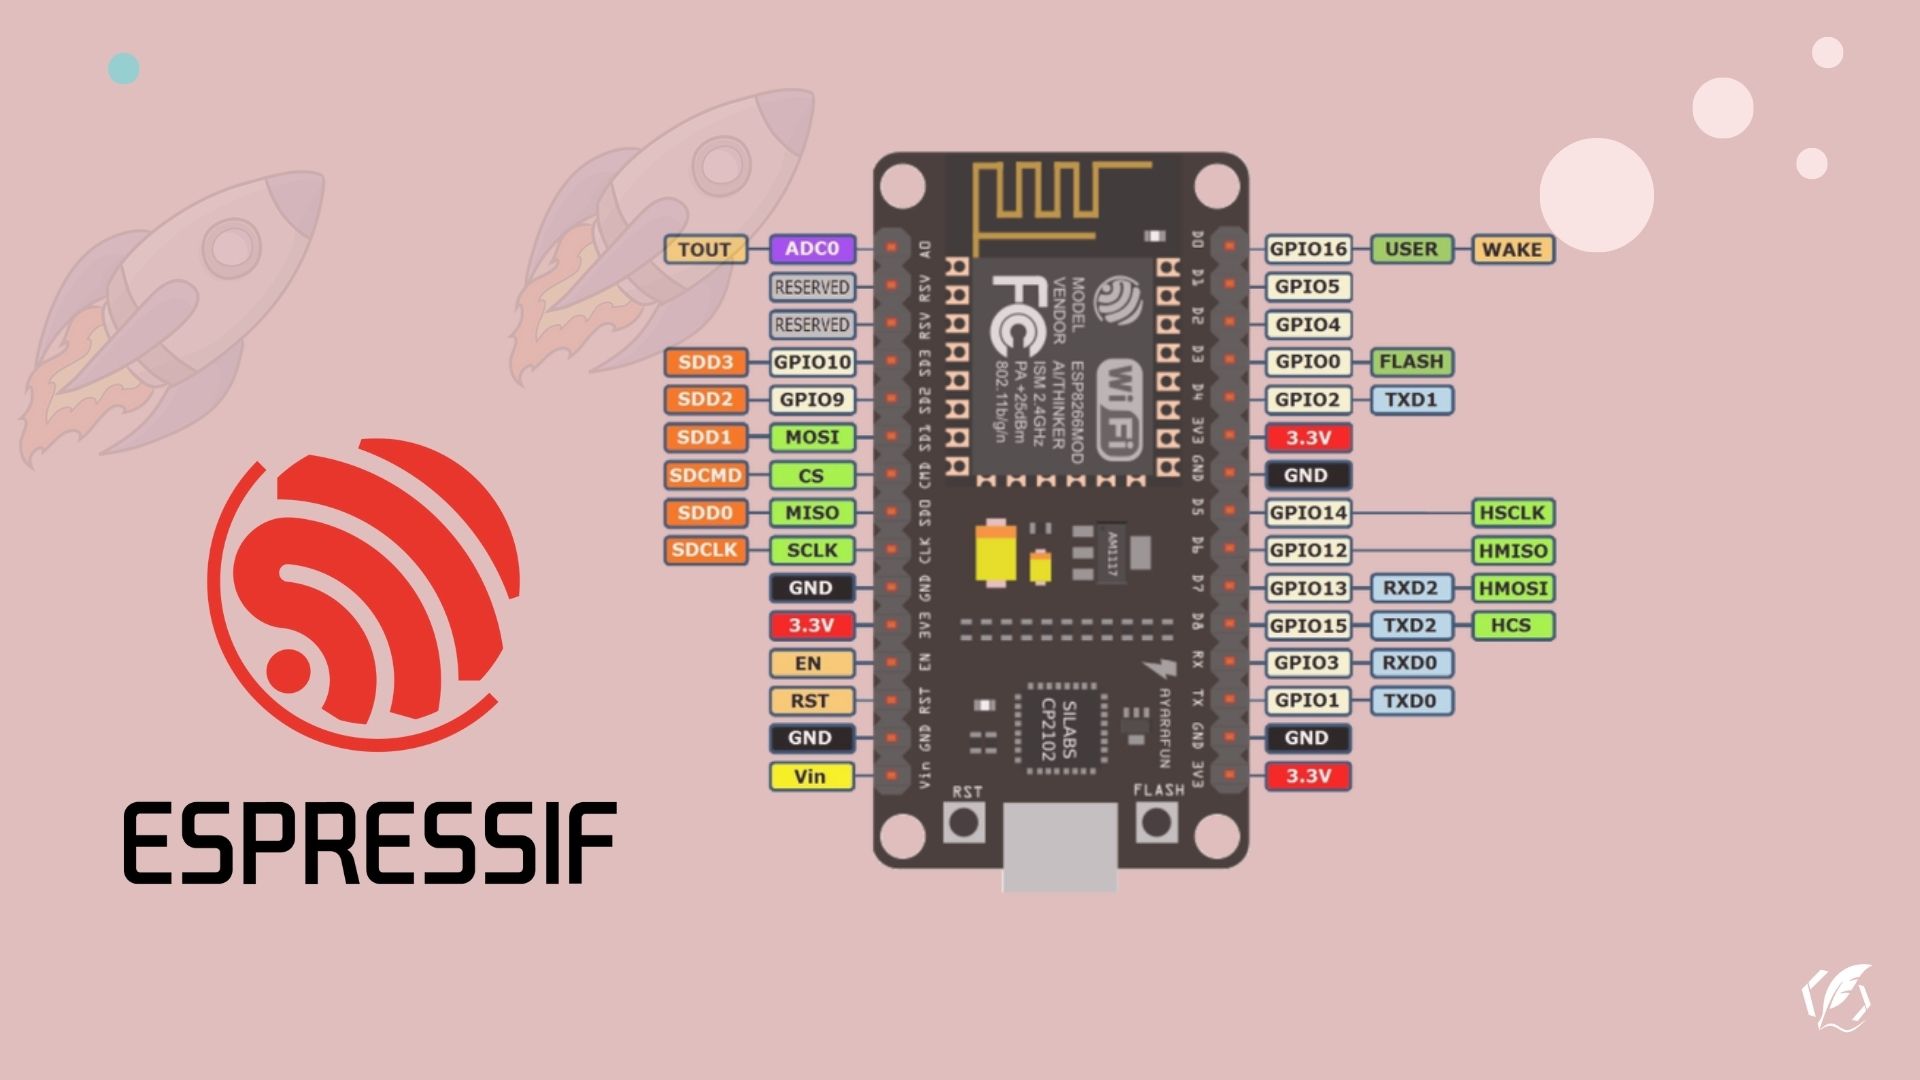 TOUT ADC0
RESERVED
RESERVED
SDD3 GPIO10
SDD2 GPIO9
SDD1 MOSI
SDCMD CS
SDD0 MISO
SDCLK SCLK
GND
3.3V
EN
RST
GND
Vin
A0
RSV
RSV
SD3
SD2
SD1
CMD
SD0
CLK
GND
3V3
EN
RST
GND
Vin
FC
MODEL
VENDOR
ESP8266MOD
AI/THINKER
ISM 2.4GHz
PA +25dBm
802.11b/g/n
WiFi
AM1117
SILABS
CP2102
AYARAFUN
RST
FLASH
D0
D1
D2
D3
D4
3V3
GND
D5
D6
D7
D8
RX
TX
GND
3V3
GPIO16 USER WAKE
GPIO5
GPIO4
GPIO0 FLASH
GPIO2 TXD1
3.3V
GND
GPIO14 HSCLK
GPIO12 HMISO
GPIO13 RXD2 HMOSI
GPIO15 TXD2 HCS
GPIO3 RXD0
GPIO1 TXD0
GND
3.3V
ESPRESSIF